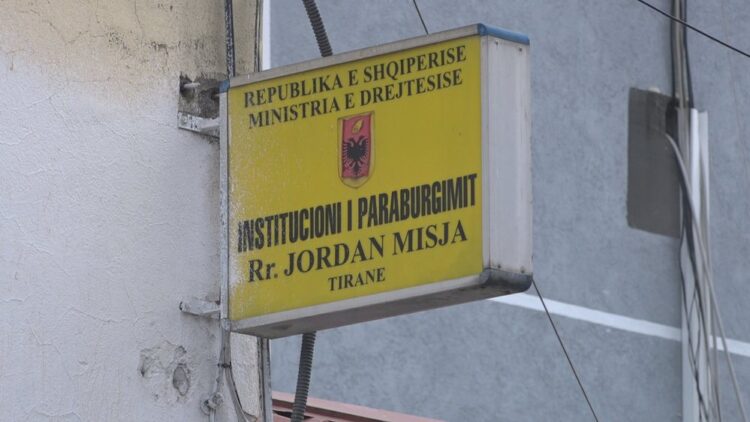 REPUBLIKA E SHQIPERISE
MINISTRIA E DREJTESISE
INSTITUCIONI I PARABURGIMIT
Rr. JORDAN MISJA
TIRANE